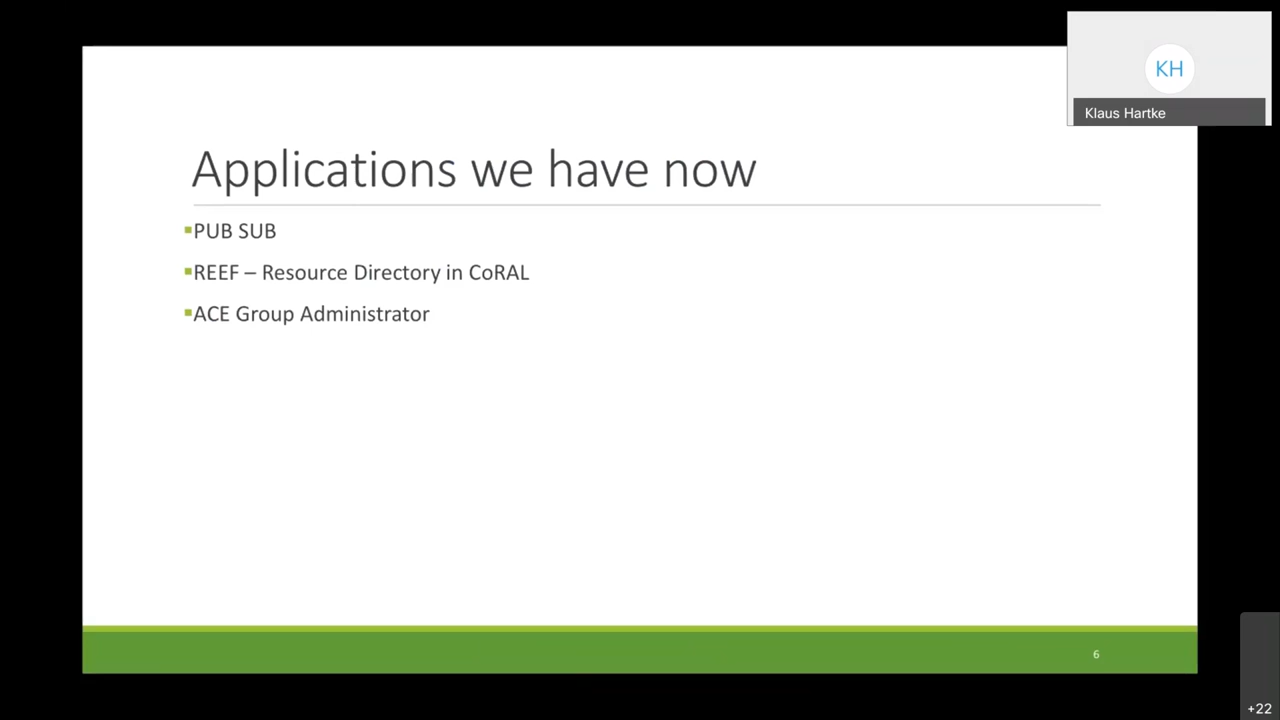 KH
Klaus Hartke
Applications we have now
▪PUB SUB
▪REEF – Resource Directory in CoRAL
▪ACE Group Administrator
6
+22